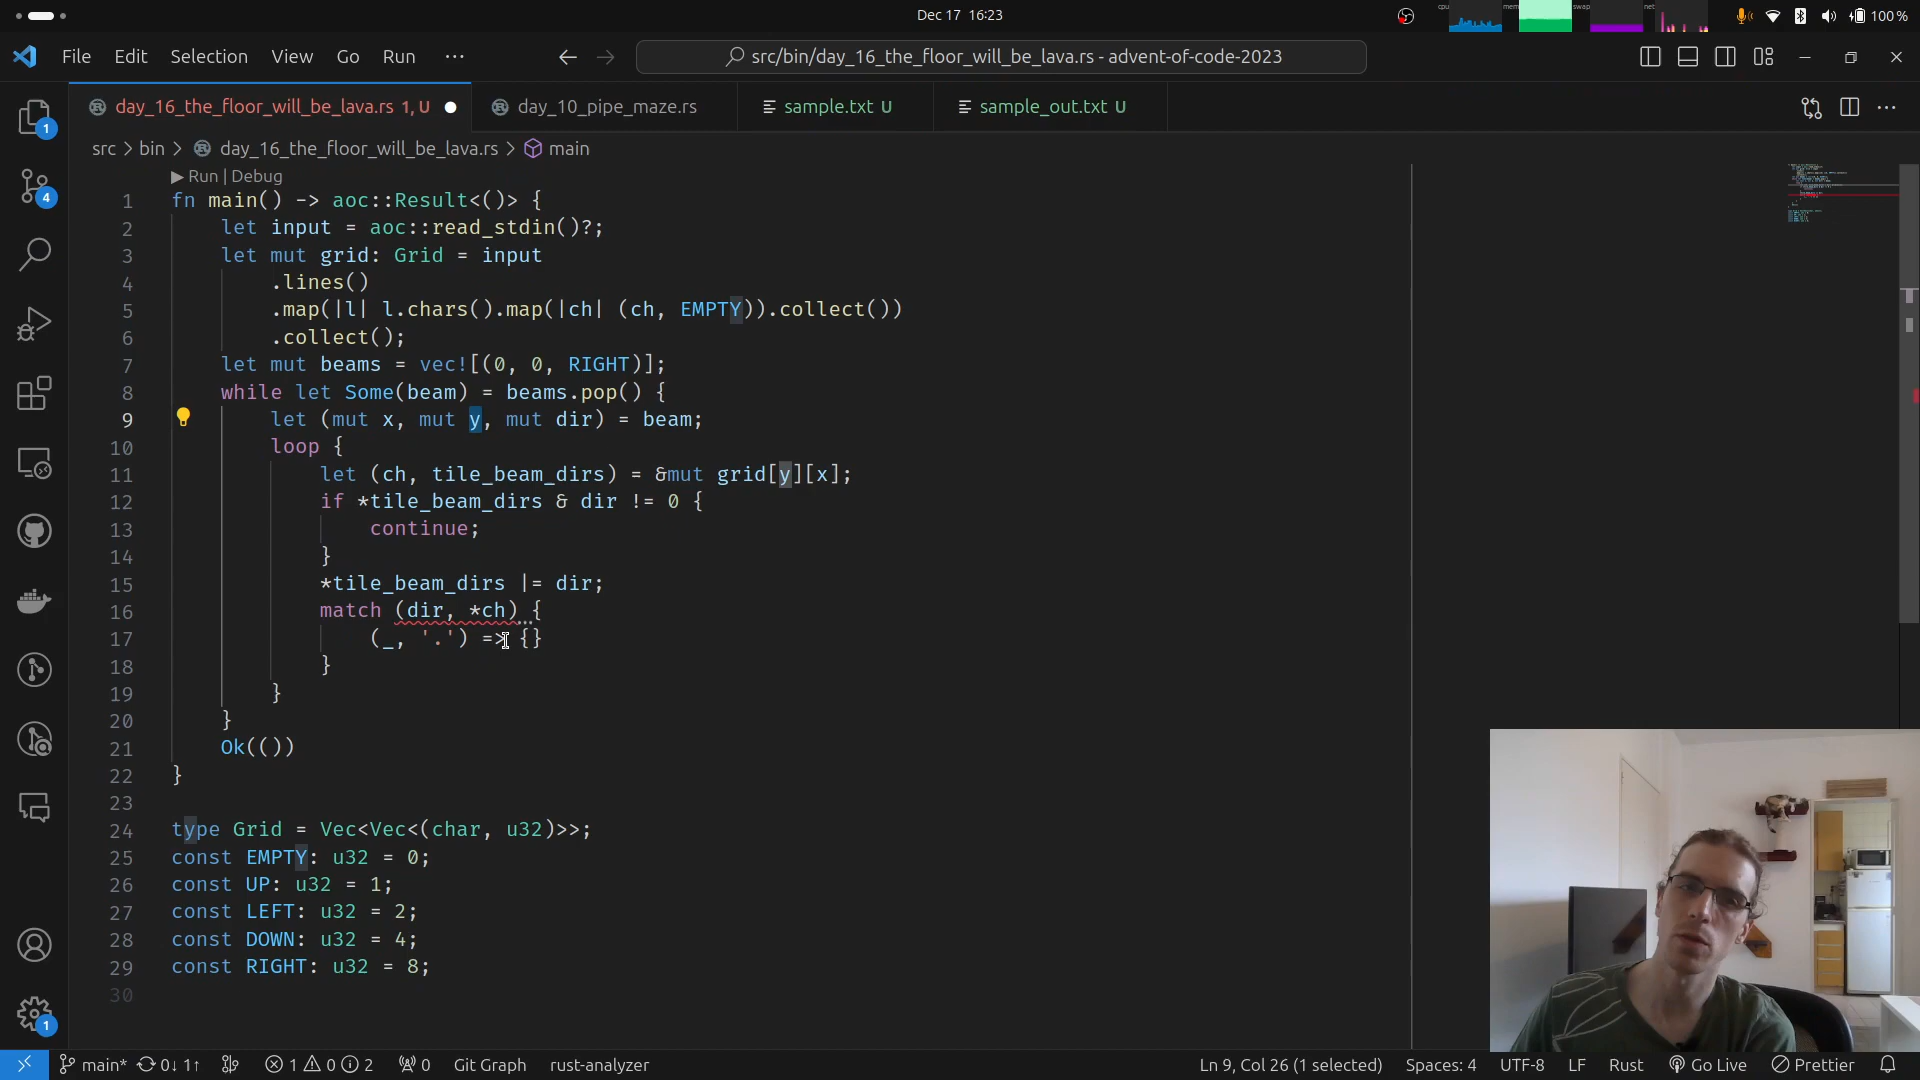 Dec 17 16:23
cpu mem swap net 100 %
File Edit Selection View Go Run ··· src/bin/day_16_the_floor_will_be_lava.rs - advent-of-code-2023
day_16_the_floor_will_be_lava.rs 1, U day_10_pipe_maze.rs sample.txt U sample_out.txt U
src > bin > day_16_the_floor_will_be_lava.rs > main
Run | Debug
1 fn main() -> aoc::Result<()> {
2 let input = aoc::read_stdin()?;
3 let mut grid: Grid = input
4 .lines()
5 .map(|l| l.chars().map(|ch| (ch, EMPTY)).collect())
6 .collect();
7 let mut beams = vec![(0, 0, RIGHT)];
8 while let Some(beam) = beams.pop() {
9 let (mut x, mut y, mut dir) = beam;
10 loop {
11 let (ch, tile_beam_dirs) = &mut grid[y][x];
12 if *tile_beam_dirs & dir != 0 {
13 continue;
14 }
15 *tile_beam_dirs |= dir;
16 match (dir, *ch) {
17 (_, '.') => {}
18 }
19 }
20 }
21 Ok(())
22 }
23
24 type Grid = Vec<Vec<(char, u32)>>;
25 const EMPTY: u32 = 0;
26 const UP: u32 = 1;
27 const LEFT: u32 = 2;
28 const DOWN: u32 = 4;
29 const RIGHT: u32 = 8;
30
1
4
1
main* 0↓ 1↑ 1 0 2 0 Git Graph rust-analyzer Ln 9, Col 26 (1 selected) Spaces: 4 UTF-8 LF Rust Go Live Prettier